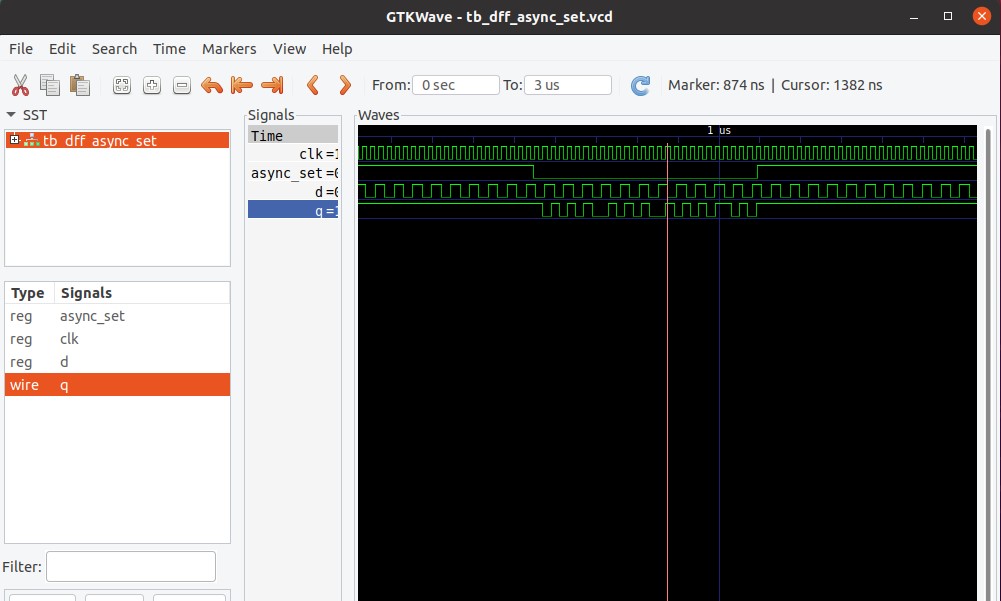 GTKWave - tb_dff_async_set.vcd
File Edit Search Time Markers View Help
From: 0 sec To: 3 us Marker: 874 ns | Cursor: 1382 ns
SST
tb_dff_async_set
Type Signals
reg async_set
reg clk
reg d
wire q
Filter:
Signals
Time
clk=1
async_set=0
d=0
q=1
Waves
1 us